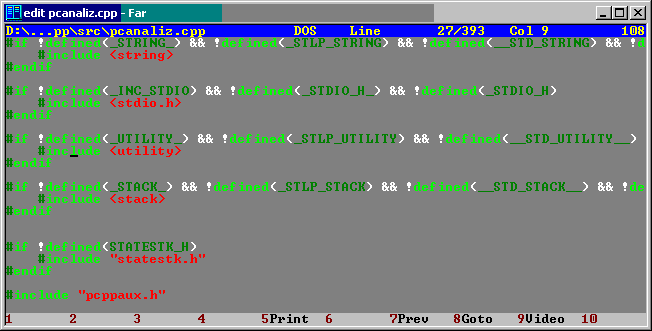 edit pcanaliz.cpp - Far
D:\...pp\src\pcanaliz.cpp DOS Line 27/393 Col 9 108
#if !defined(_STRING_) && !defined(_STLP_STRING) && !defined(__STD_STRING) && !d
#include <string>
#endif
#if !defined(_INC_STDIO) && !defined(_STDIO_H_) && !defined(_STDIO_H)
#include <stdio.h>
#endif
#if !defined(_UTILITY_) && !defined(_STLP_UTILITY) && !defined(__STD_UTILITY__)
#include <utility>
#endif
#if !defined(_STACK_) && !defined(_STLP_STACK) && !defined(__STD_STACK__) && !de
#include <stack>
#endif
#if !defined(STATESTK_H)
#include "statestk.h"
#endif
#include "pcppaux.h"
1 2 3 4 5Print 6 7Prev 8Goto 9Video 10